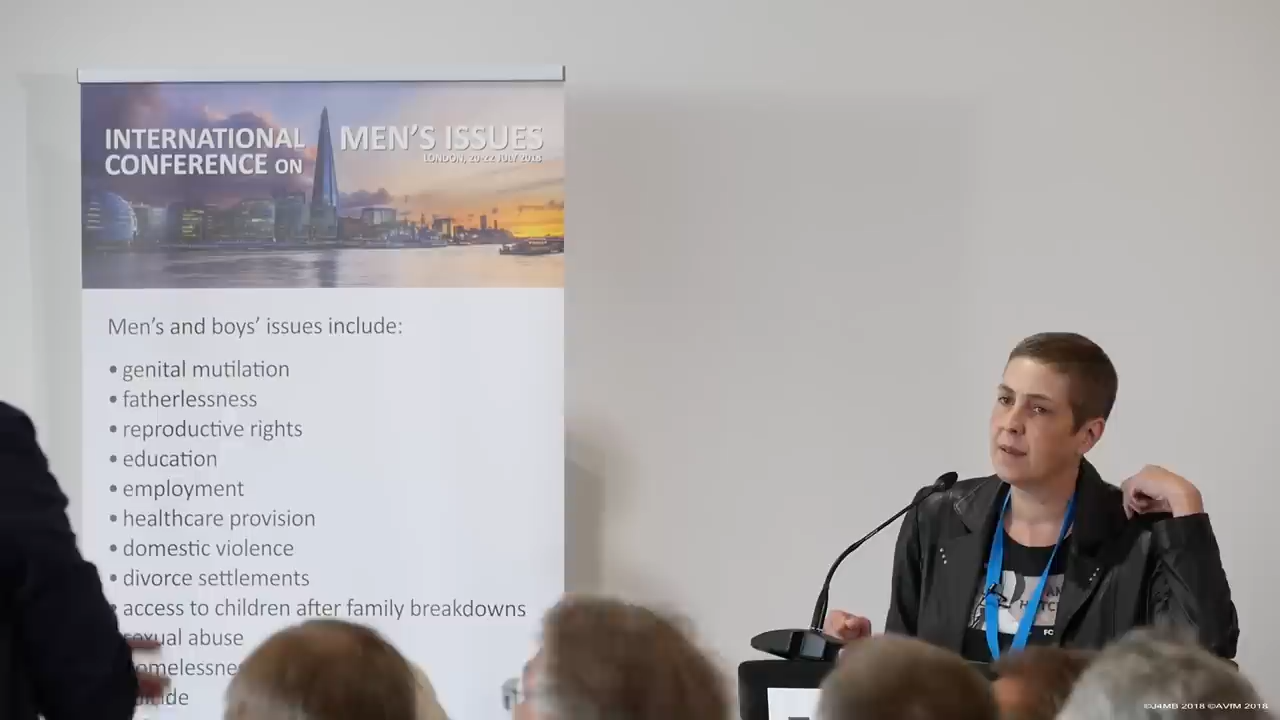 INTERNATIONAL MEN'S ISSUES
CONFERENCE ON LONDON, 20-22 JULY 2018
Men's and boys' issues include:
• genital mutilation
• fatherlessness
• reproductive rights
• education
• employment
• healthcare provision
• domestic violence
• divorce settlements
• access to children after family breakdowns
sexual abuse
FC
©J4MB 2018 ©AVfM 2018